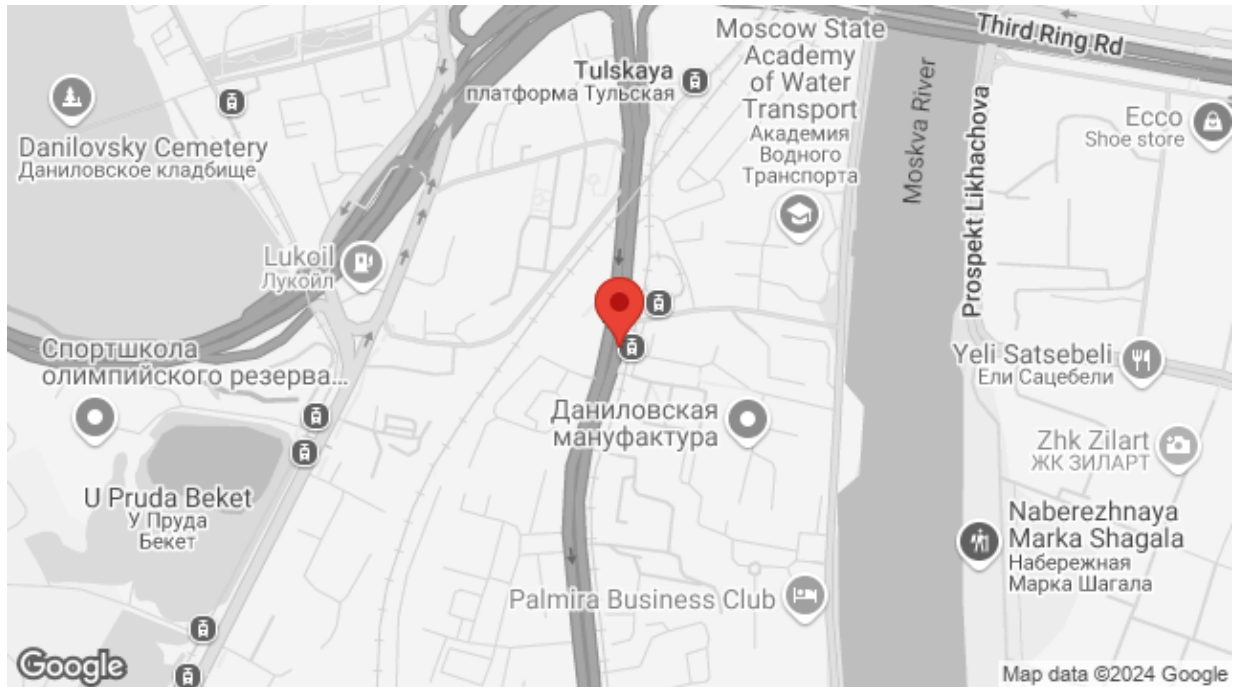 Third Ring Rd
Moscow State
Academy
of Water
Transport
Академия
Водного
Транспорта
Tulskaya
платформа Тульская
Moskva River
Prospekt Likhachova
Ecco
Shoe store
Danilovsky Cemetery
Даниловское кладбище
Lukoil
Лукойл
Спортшкола
олимпийского резерва...
Yeli Satsebeli
Ели Сацебели
Даниловская
мануфактура
Zhk Zilart
ЖК ЗИЛАРТ
U Pruda Beket
У Пруда
Бекет
Naberezhnaya
Marka Shagala
Набережная
Марка Шагала
Palmira Business Club
Google
Map data ©2024 Google